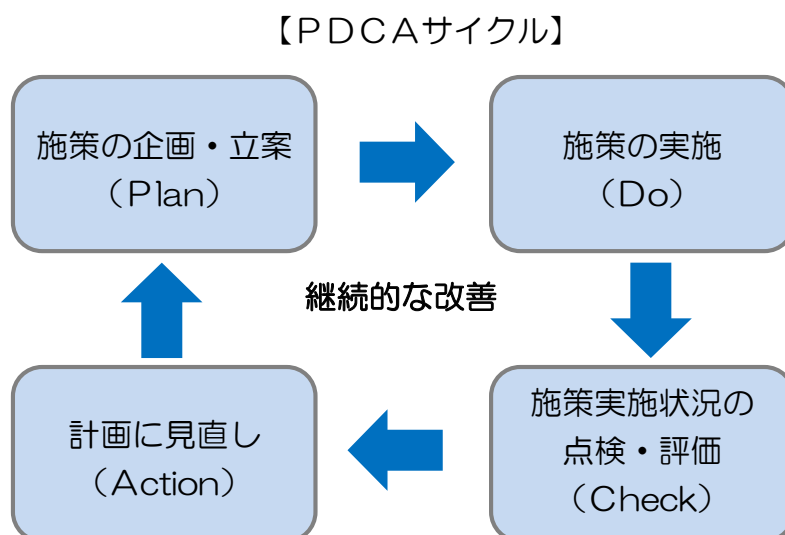 【ＰＤＣＡサイクル】
施策の企画・立案
（Plan）
施策の実施
（Do）
継続的な改善
計画に見直し
（Action）
施策実施状況の
点検・評価
（Check）